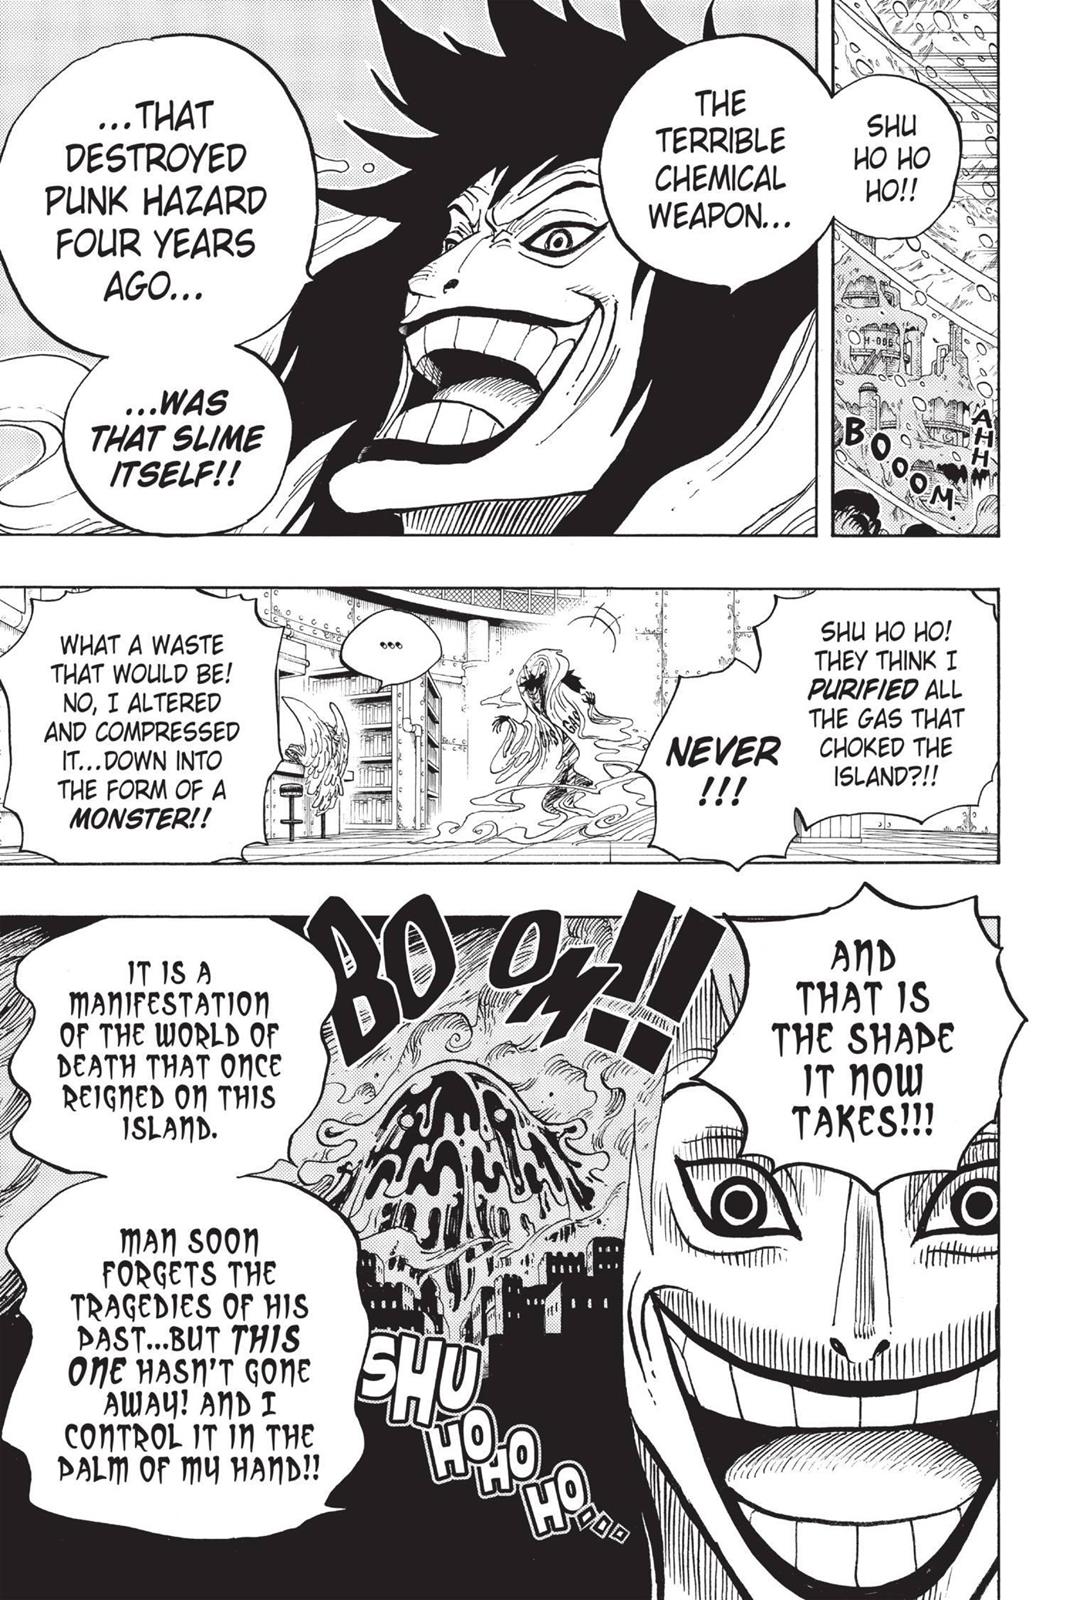 SHU
HO HO
HO!!
H-006
AHH
BOOOM
THE
TERRIBLE
CHEMICAL
WEAPON...
...THAT
DESTROYED
PUNK HAZARD
FOUR YEARS
AGO...
...WAS
THAT SLIME
ITSELF!!
SHU HO HO!
THEY THINK I
PURIFIED ALL
THE GAS THAT
CHOKED THE
ISLAND?!!
NEVER
!!!
...
WHAT A WASTE
THAT WOULD BE!
NO, I ALTERED
AND COMPRESSED
IT...DOWN INTO
THE FORM OF A
MONSTER!!
AND
THAT IS
THE SHAPE
IT NOW
TAKES!!!
BOOM!!
IT IS A
MANIFESTATION
OF THE WORLD OF
DEATH THAT ONCE
REIGNED ON THIS
ISLAND.
MAN SOON
FORGETS THE
TRAGEDIES OF HIS
PAST...BUT THIS
ONE HASN'T GONE
AWAY! AND I
CONTROL IT IN THE
PALM OF MY HAND!!
SHU
HO HO
HO...